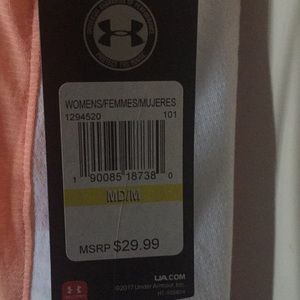 WOMENS/FEMMES/MUJERES
1294520 101
1 90085 18738 0
MD/M
MSRP $29.99
UA.COM
©2017 Under Armour, Inc.